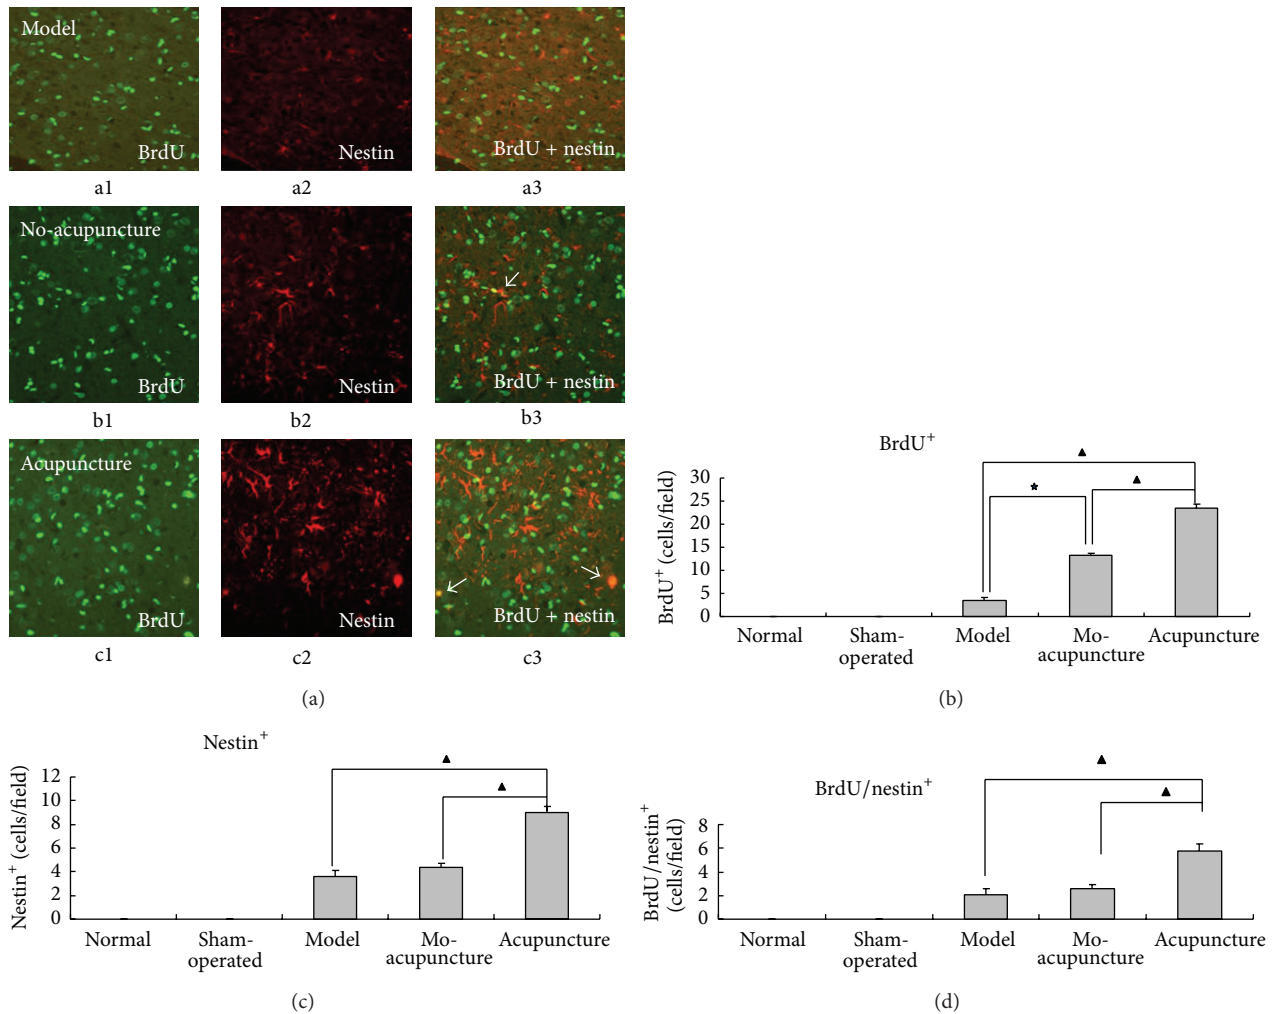 Model
BrdU
Nestin
BrdU + nestin
a1
a2
a3
No-acupuncture
BrdU
Nestin
BrdU + nestin
b1
b2
b3
Acupuncture
BrdU
Nestin
BrdU + nestin
c1
c2
c3
(a)
BrdU⁺
BrdU⁺ (cells/field)
30
25
20
15
10
5
0
Normal
Sham-
operated
Model
Mo-
acupuncture
Acupuncture
(b)
Nestin⁺
Nestin⁺ (cells/field)
12
10
8
6
4
2
0
Normal
Sham-
operated
Model
Mo-
acupuncture
Acupuncture
(c)
BrdU/nestin⁺
BrdU/nestin⁺
(cells/field)
8
6
4
2
0
Normal
Sham-
operated
Model
Mo-
acupuncture
Acupuncture
(d)